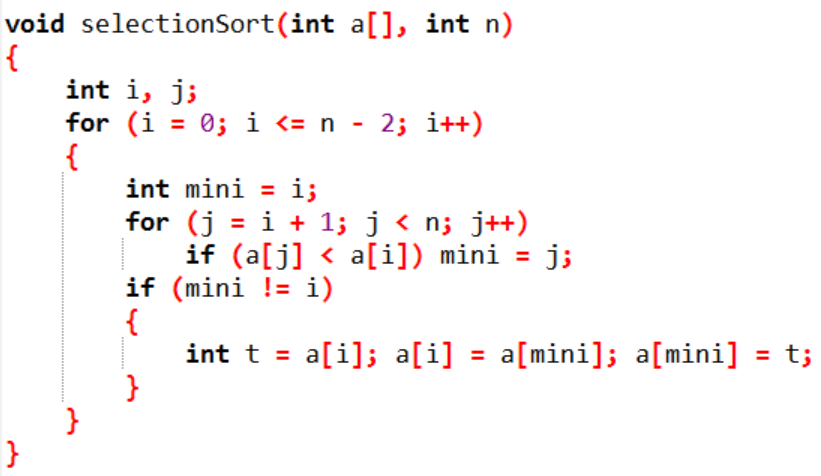 void selectionSort(int a[], int n)
{
    int i, j;
    for (i = 0; i <= n - 2; i++)
    {
        int mini = i;
        for (j = i + 1; j < n; j++)
            if (a[j] < a[i]) mini = j;
        if (mini != i)
        {
            int t = a[i]; a[i] = a[mini]; a[mini] = t;
        }
    }
}